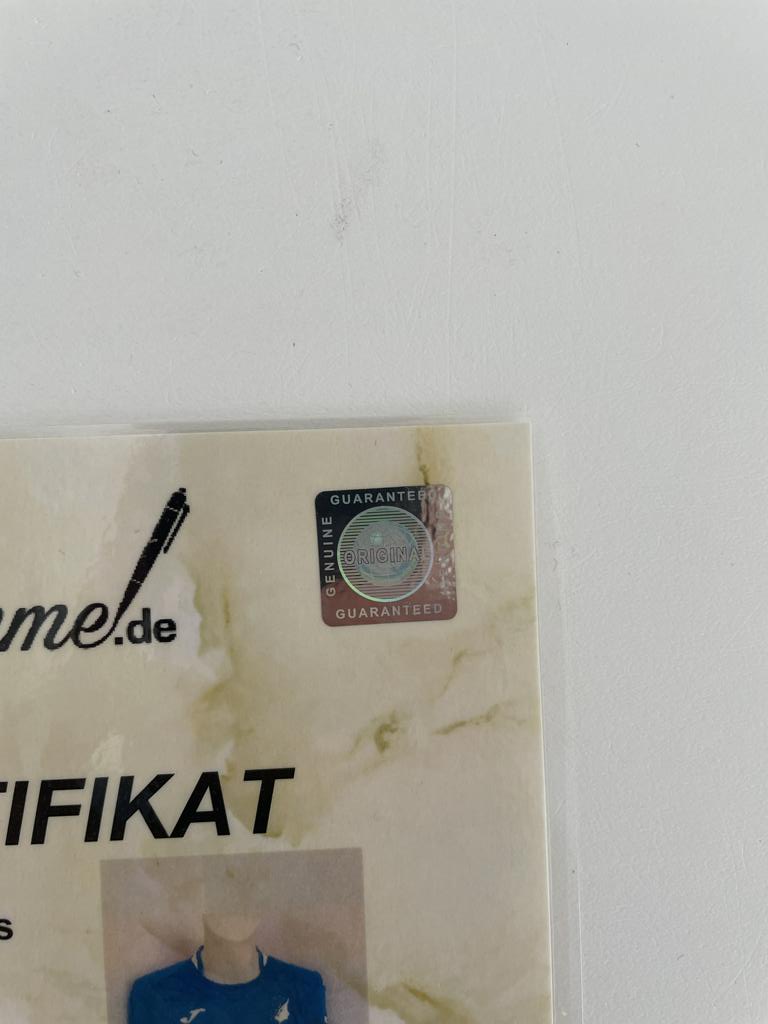 GUARANTEED
GENUINE
ORIGINAL
GUARANTEED
me.de
TIFIKAT
s